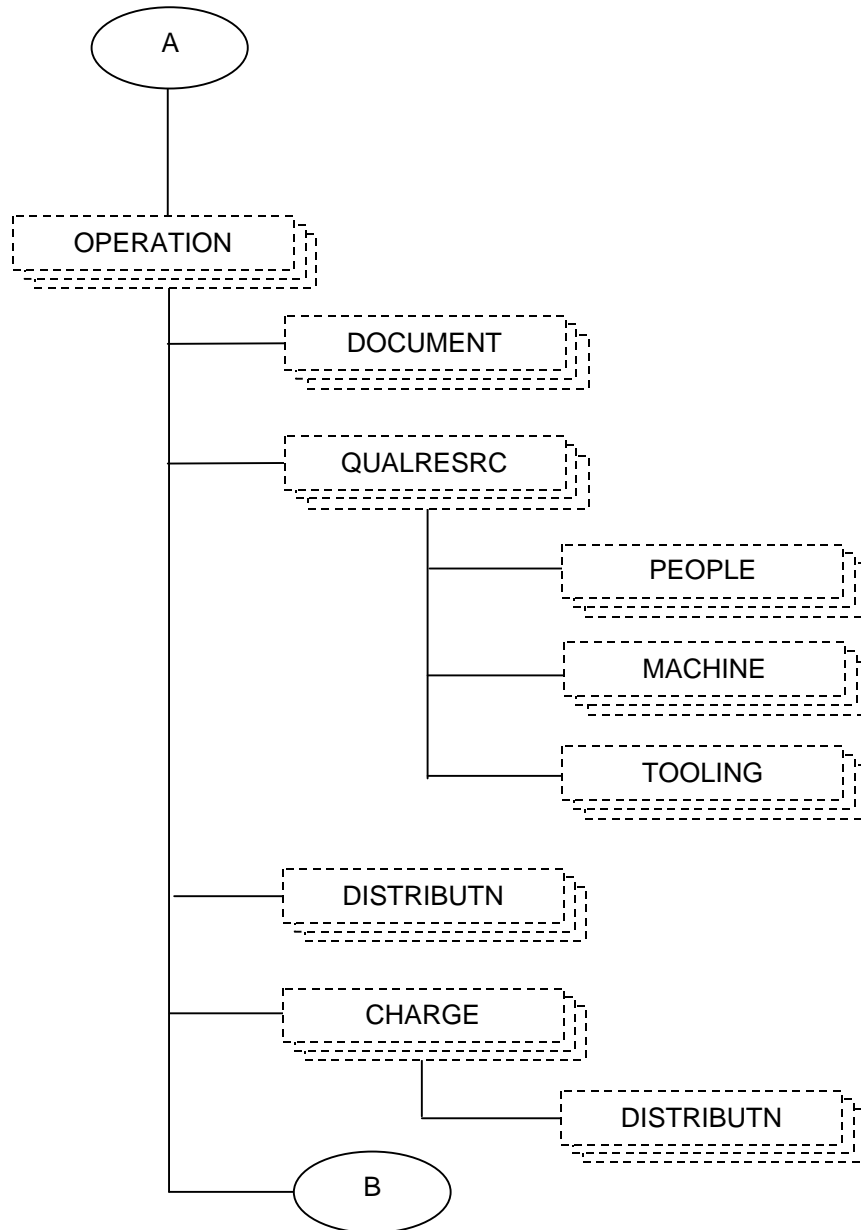 A
OPERATION
DOCUMENT
QUALRESRC
PEOPLE
MACHINE
TOOLING
DISTRIBUTN
CHARGE
DISTRIBUTN
B